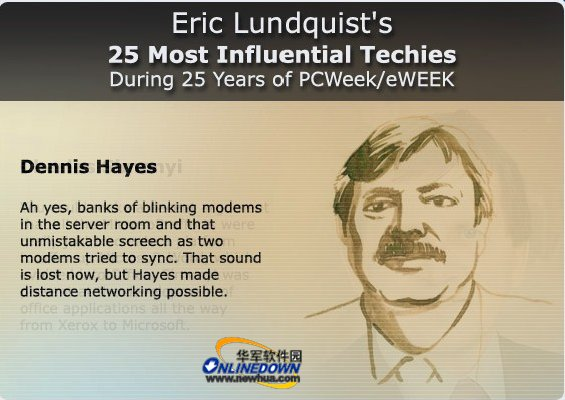 Eric Lundquist's
25 Most Influential Techies
During 25 Years of PCWeek/eWEEK
Dennis Hayes
Ah yes, banks of blinking modems
in the server room and that
unmistakable screech as two
modems tried to sync. That sound
is lost now, but Hayes made
distance networking possible.
office applications all the way
from Xerox to Microsoft.
华军软件园
ONLINEDOWN
www.newhua.com